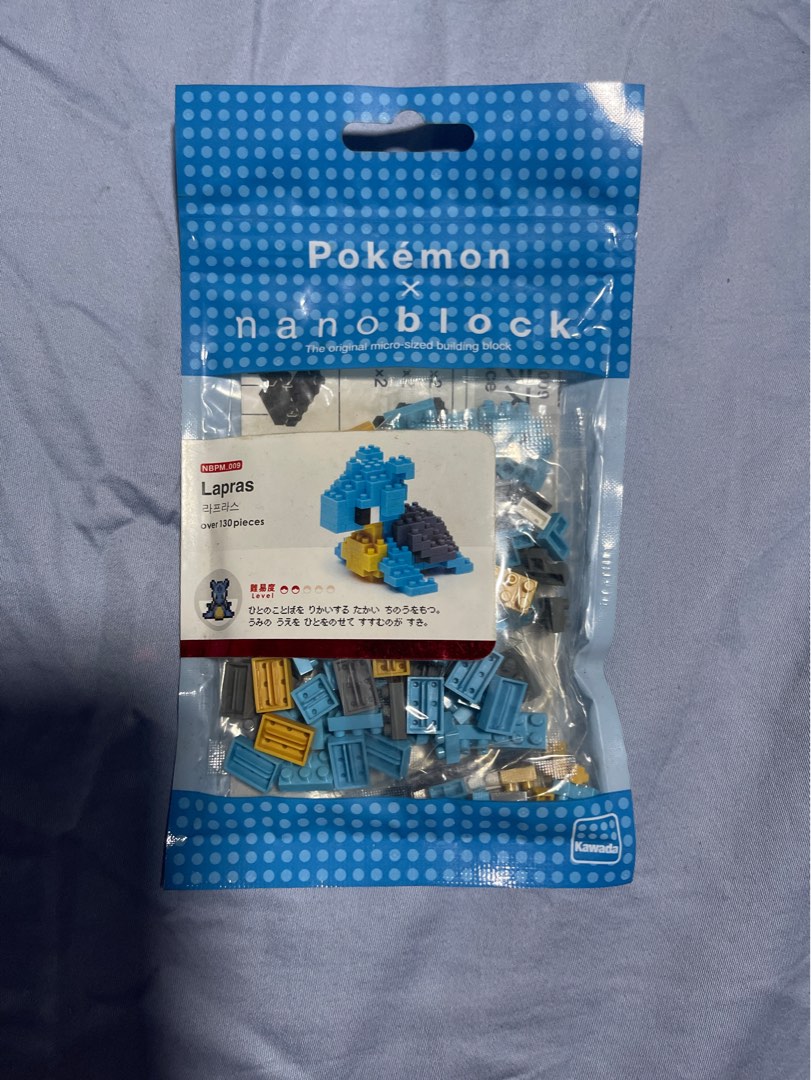 Pokémon
×
nanoblock
The original micro-sized building block
×2
×2
NBPM_009
Lapras
라프라스
over 130 pieces
難易度
Level
ひとのことばを りかいする たかい ちのうをもつ。
うみの うえを ひとをのせて すすむのが すき。
Kawada